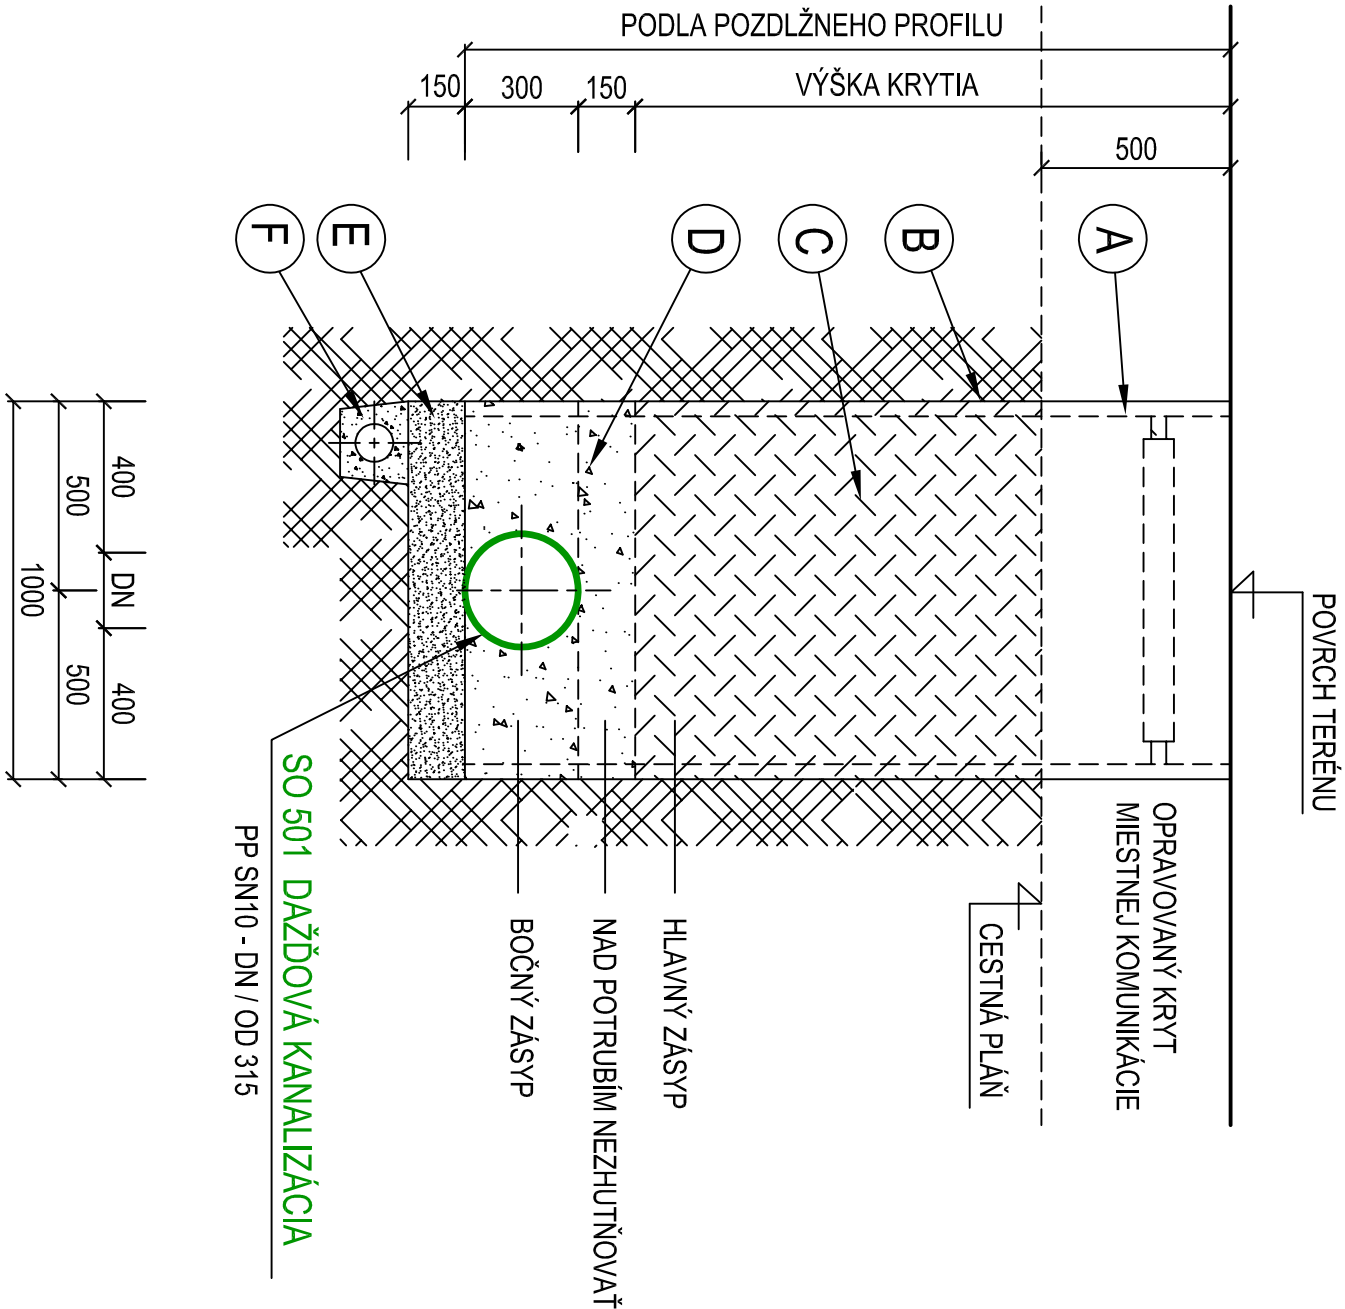 PODLA POZDLŽNEHO PROFILU
150
300
150
VÝŠKA KRYTIA
500
F
E
D
C
B
A
POVRCH TERÉNU
OPRAVOVANÝ KRYT
MIESTNEJ KOMUNIKÁCIE
CESTNÁ PLÁŇ
HLAVNÝ ZÁSYP
NAD POTRUBÍM NEZHUTŇOVAŤ
BOČNÝ ZÁSYP
SO 501 DAŽĎOVÁ KANALIZÁCIA
PP SN10 - DN / OD 315
400
DN
400
500
500
1000